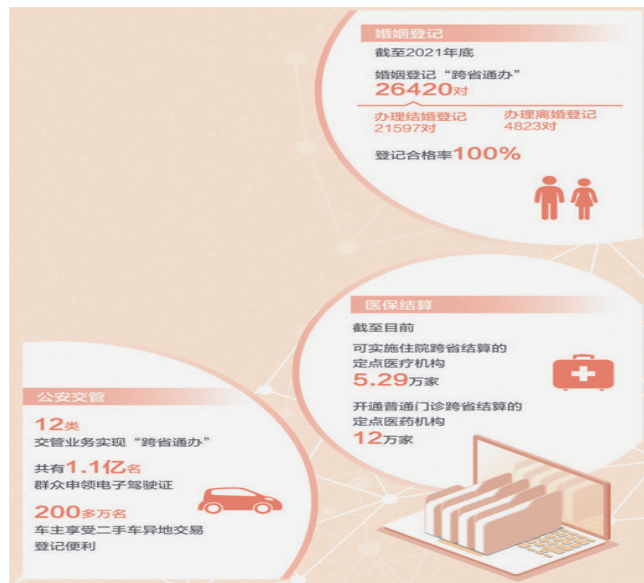 婚姻登记
截至2021年底
婚姻登记“跨省通办”
26420对
办理结婚登记
21597对
办理离婚登记
4823对
登记合格率100%
医保结算
截至目前
可实施住院跨省结算的
定点医疗机构
5.29万家
开通普通门诊跨省结算的
定点医药机构
12万家
公安交管
12类
交管业务实现“跨省通办”
共有1.1亿名
群众申领电子驾驶证
200多万名
车主享受二手车异地交易
登记便利